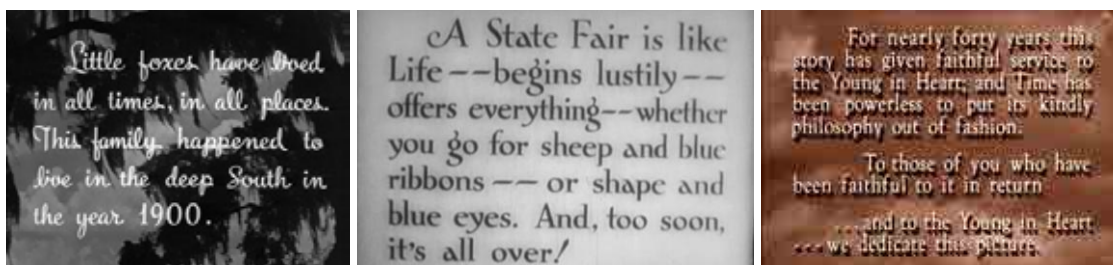 Little foxes have lived
in all times, in all places.
This family happened to
live in the deep South in
the year 1900.
A State Fair is like
Life--begins lustily--
offers everything--whether
you go for sheep and blue
ribbons -- or shape and
blue eyes. And, too soon,
it's all over!
For nearly forty years this
story has given faithful service to
the Young in Heart; and Time has
been powerless to put its kindly
philosophy out of fashion.
To those of you who have
been faithful to it in return
...and to the Young in Heart
...we dedicate this picture.